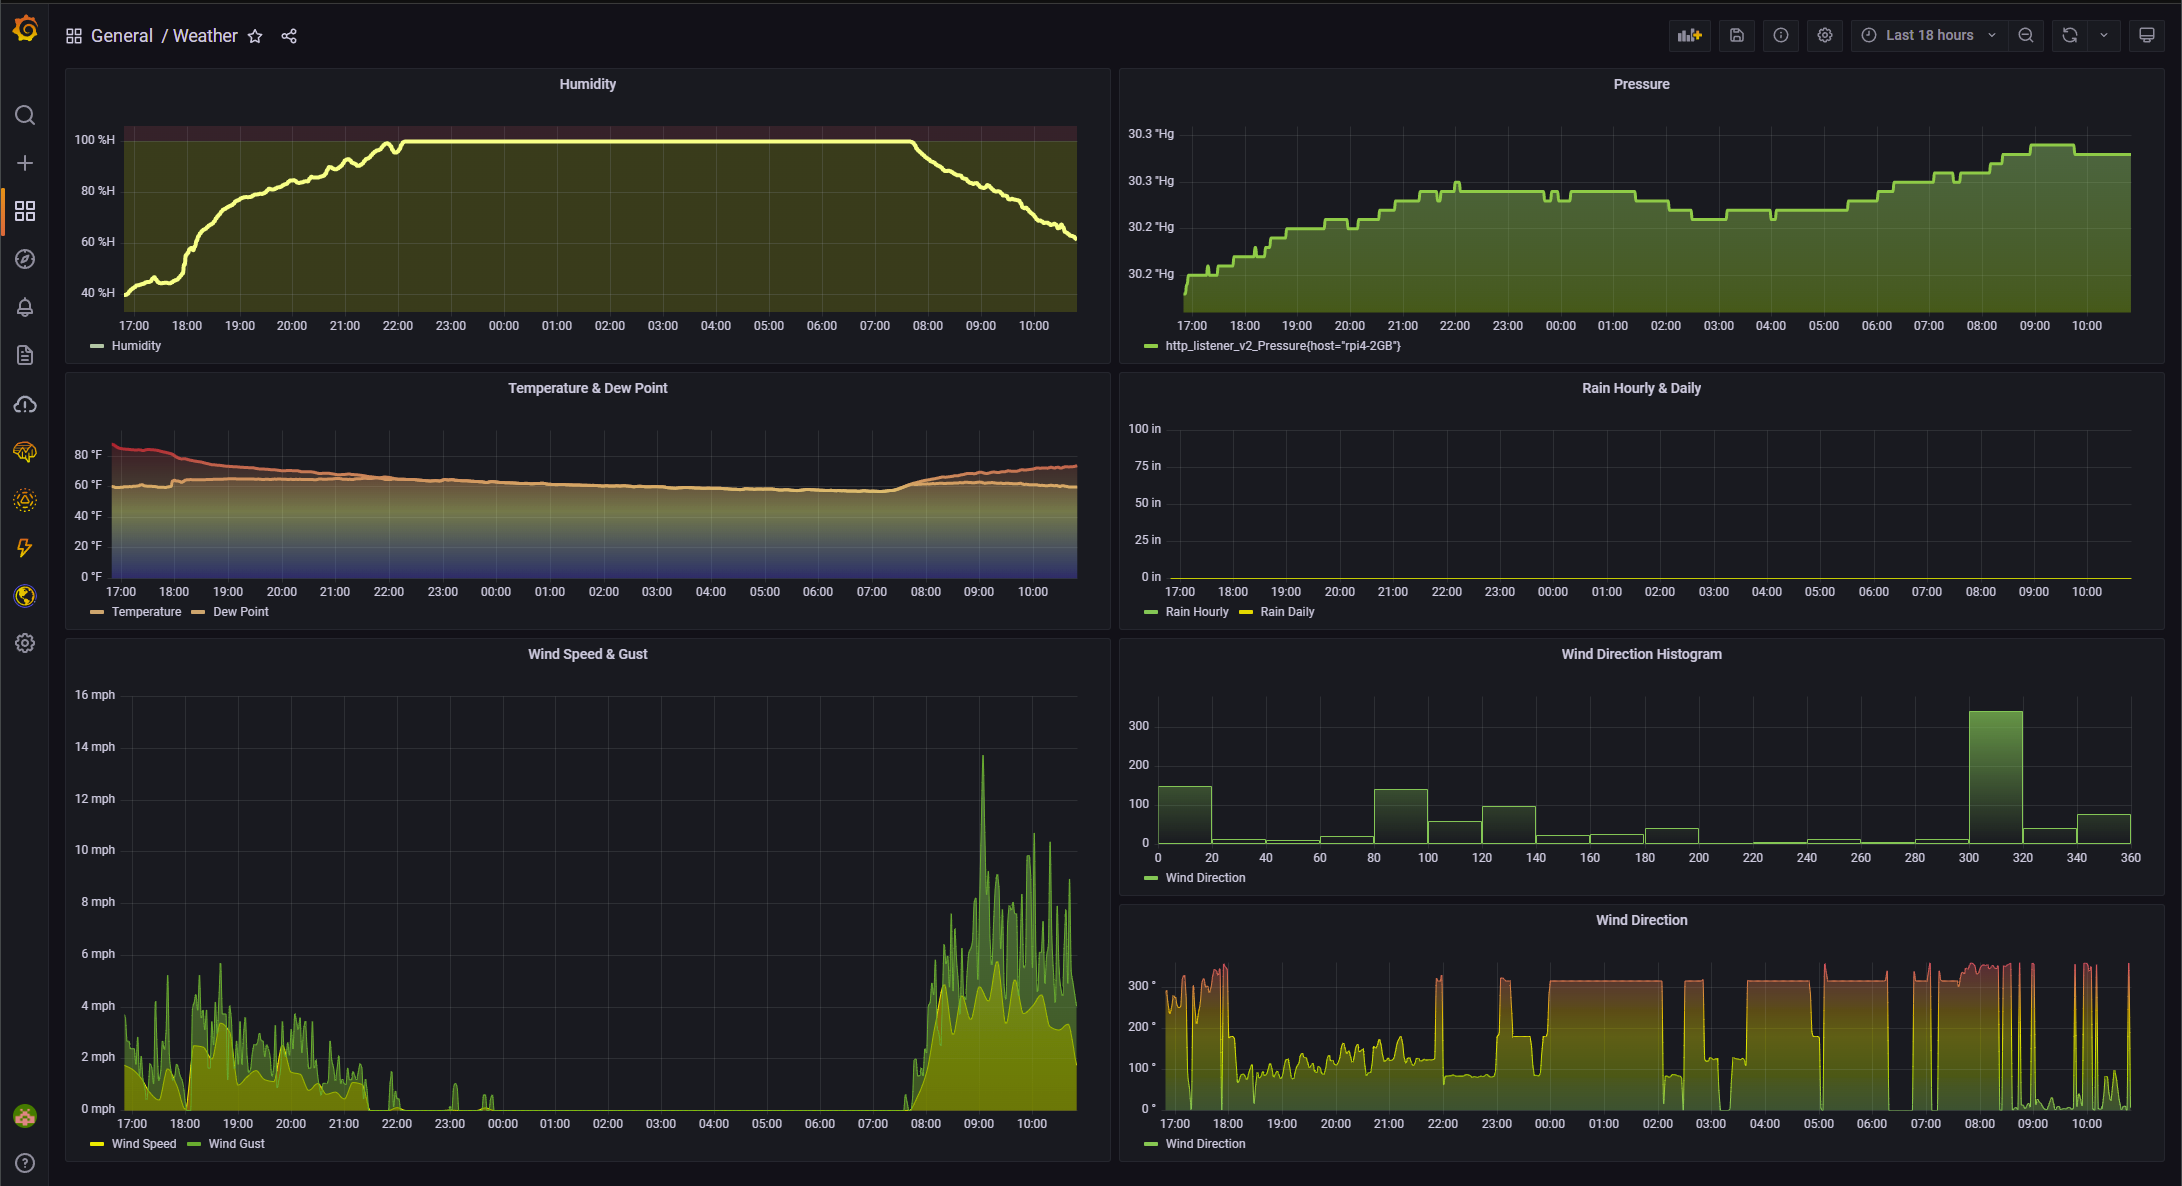 General / Weather
Last 18 hours
Humidity
100 %H
80 %H
60 %H
40 %H
17:00 18:00 19:00 20:00 21:00 22:00 23:00 00:00 01:00 02:00 03:00 04:00 05:00 06:00 07:00 08:00 09:00 10:00
Humidity
Pressure
30.3 "Hg
30.3 "Hg
30.2 "Hg
30.2 "Hg
17:00 18:00 19:00 20:00 21:00 22:00 23:00 00:00 01:00 02:00 03:00 04:00 05:00 06:00 07:00 08:00 09:00 10:00
http_listener_v2_Pressure{host="rpi4-2GB"}
Temperature & Dew Point
80 °F
60 °F
40 °F
20 °F
0 °F
17:00 18:00 19:00 20:00 21:00 22:00 23:00 00:00 01:00 02:00 03:00 04:00 05:00 06:00 07:00 08:00 09:00 10:00
Temperature Dew Point
Rain Hourly & Daily
100 in
75 in
50 in
25 in
0 in
17:00 18:00 19:00 20:00 21:00 22:00 23:00 00:00 01:00 02:00 03:00 04:00 05:00 06:00 07:00 08:00 09:00 10:00
Rain Hourly Rain Daily
Wind Speed & Gust
16 mph
14 mph
12 mph
10 mph
8 mph
6 mph
4 mph
2 mph
0 mph
17:00 18:00 19:00 20:00 21:00 22:00 23:00 00:00 01:00 02:00 03:00 04:00 05:00 06:00 07:00 08:00 09:00 10:00
Wind Speed Wind Gust
Wind Direction Histogram
300
200
100
0
0 20 40 60 80 100 120 140 160 180 200 220 240 260 280 300 320 340 360
Wind Direction
Wind Direction
300 °
200 °
100 °
0 °
17:00 18:00 19:00 20:00 21:00 22:00 23:00 00:00 01:00 02:00 03:00 04:00 05:00 06:00 07:00 08:00 09:00 10:00
Wind Direction